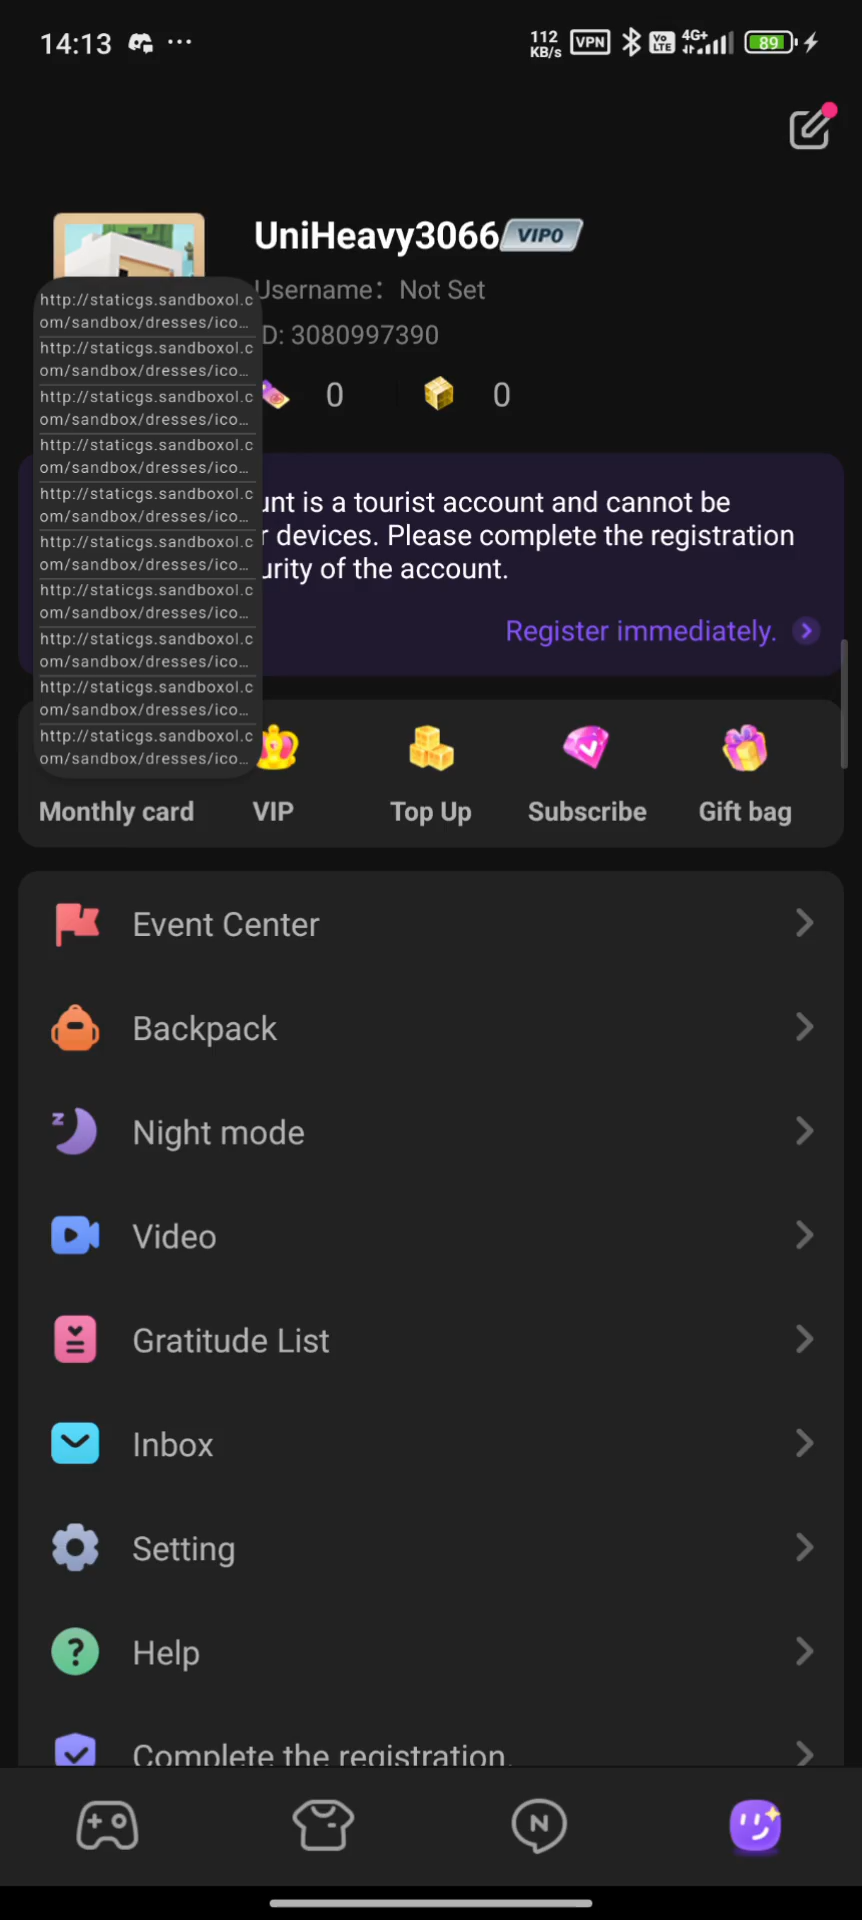 14:13 ...
112 KB/s VPN VoLTE 4G+ 89
UniHeavy3066 VIP0
Username: Not Set
D: 3080997390
0 0
http://staticgs.sandboxol.c
om/sandbox/dresses/ico...
http://staticgs.sandboxol.c
om/sandbox/dresses/ico...
http://staticgs.sandboxol.c
om/sandbox/dresses/ico...
http://staticgs.sandboxol.c
om/sandbox/dresses/ico...
http://staticgs.sandboxol.c
om/sandbox/dresses/ico...
http://staticgs.sandboxol.c
om/sandbox/dresses/ico...
http://staticgs.sandboxol.c
om/sandbox/dresses/ico...
http://staticgs.sandboxol.c
om/sandbox/dresses/ico...
http://staticgs.sandboxol.c
om/sandbox/dresses/ico...
http://staticgs.sandboxol.c
om/sandbox/dresses/ico...
unt is a tourist account and cannot be
r devices. Please complete the registration
urity of the account.
Register immediately.
Monthly card VIP Top Up Subscribe Gift bag
Event Center
Backpack
z
Night mode
Video
Gratitude List
Inbox
Setting
? Help
Complete the registration.
N